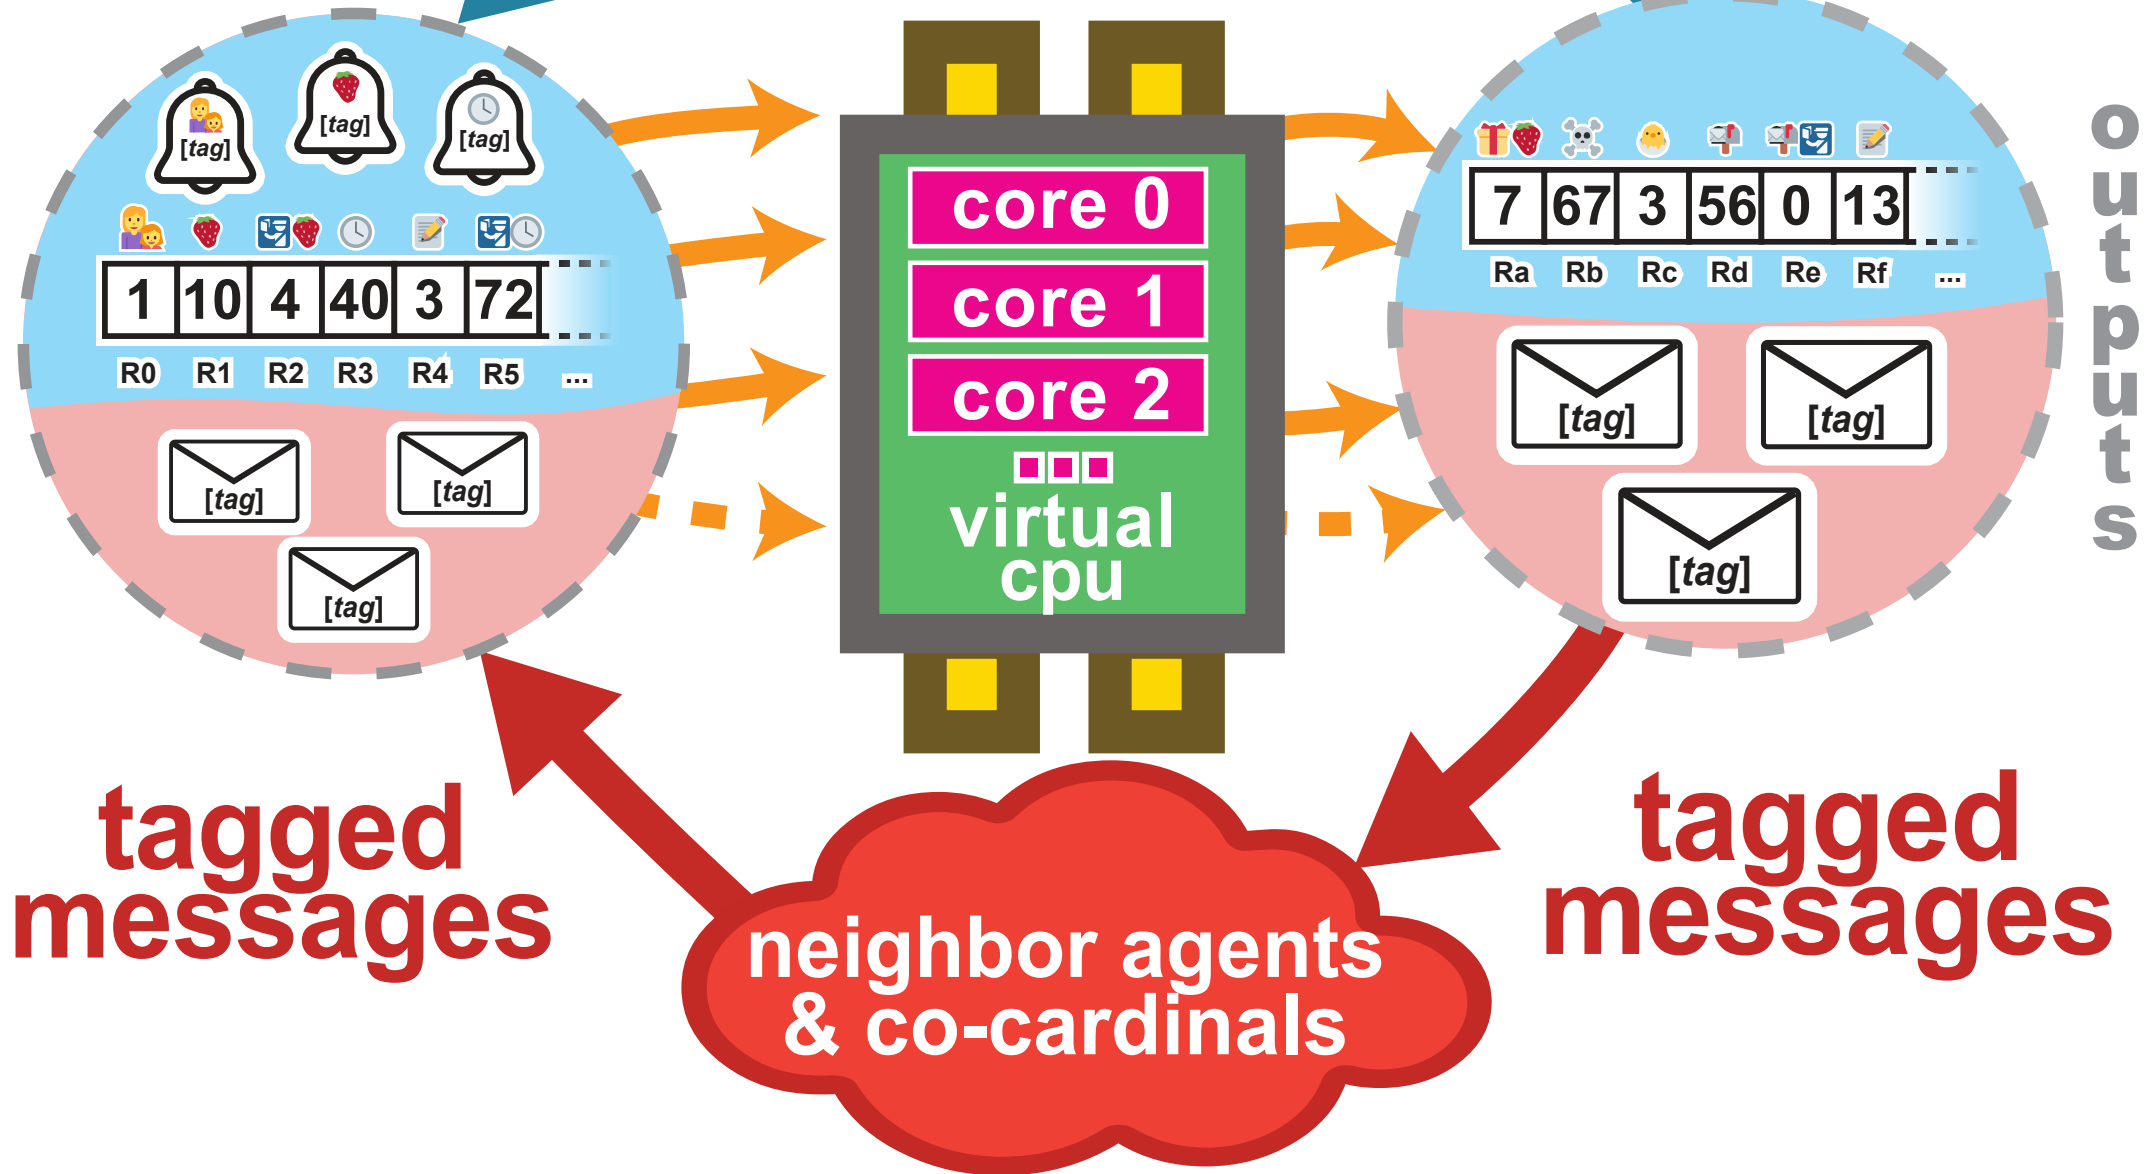 [tag]
[tag]
[tag]
1 10 4 40 3 72
R0 R1 R2 R3 R4 R5 ...
[tag]
[tag]
[tag]
core 0
core 1
core 2
virtual
cpu
7 67 3 56 0 13
Ra Rb Rc Rd Re Rf ...
[tag]
[tag]
[tag]
outputs
tagged
messages
neighbor agents
& co-cardinals
tagged
messages